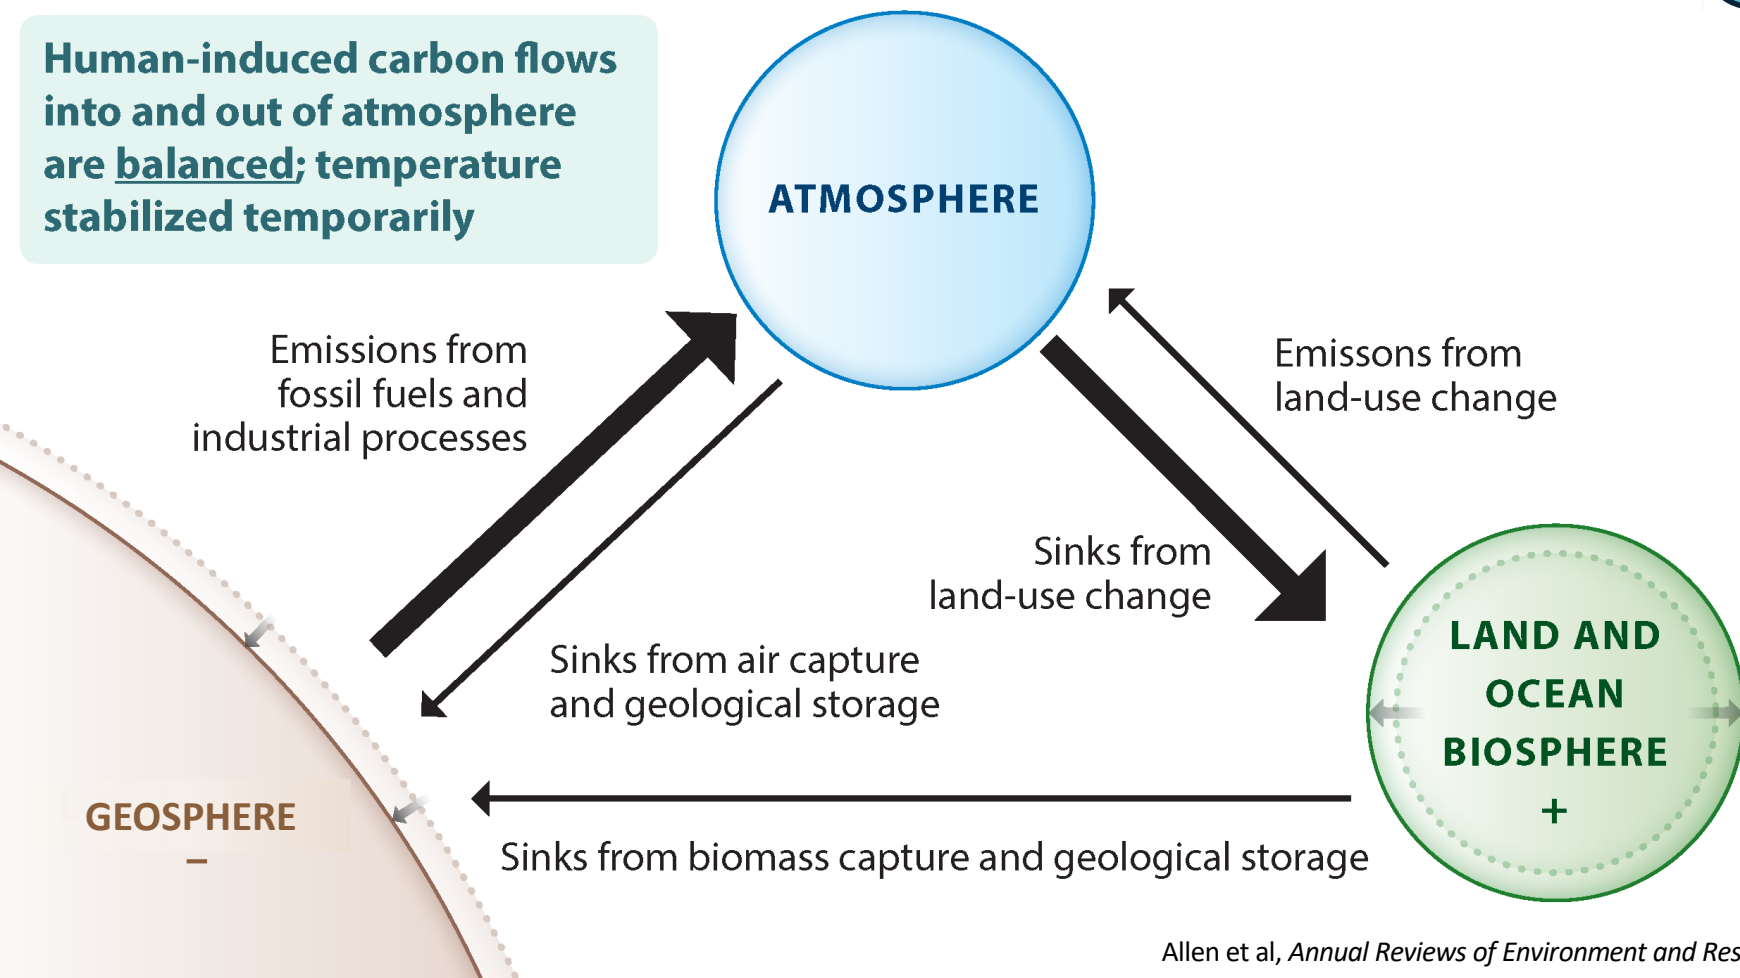 Human-induced carbon flows
into and out of atmosphere
are balanced; temperature
stabilized temporarily
ATMOSPHERE
Emissions from
fossil fuels and
industrial processes
Emissons from
land-use change
Sinks from
land-use change
Sinks from air capture
and geological storage
LAND AND
OCEAN
BIOSPHERE
+
GEOSPHERE
–
Sinks from biomass capture and geological storage
Allen et al, Annual Reviews of Environment and Res